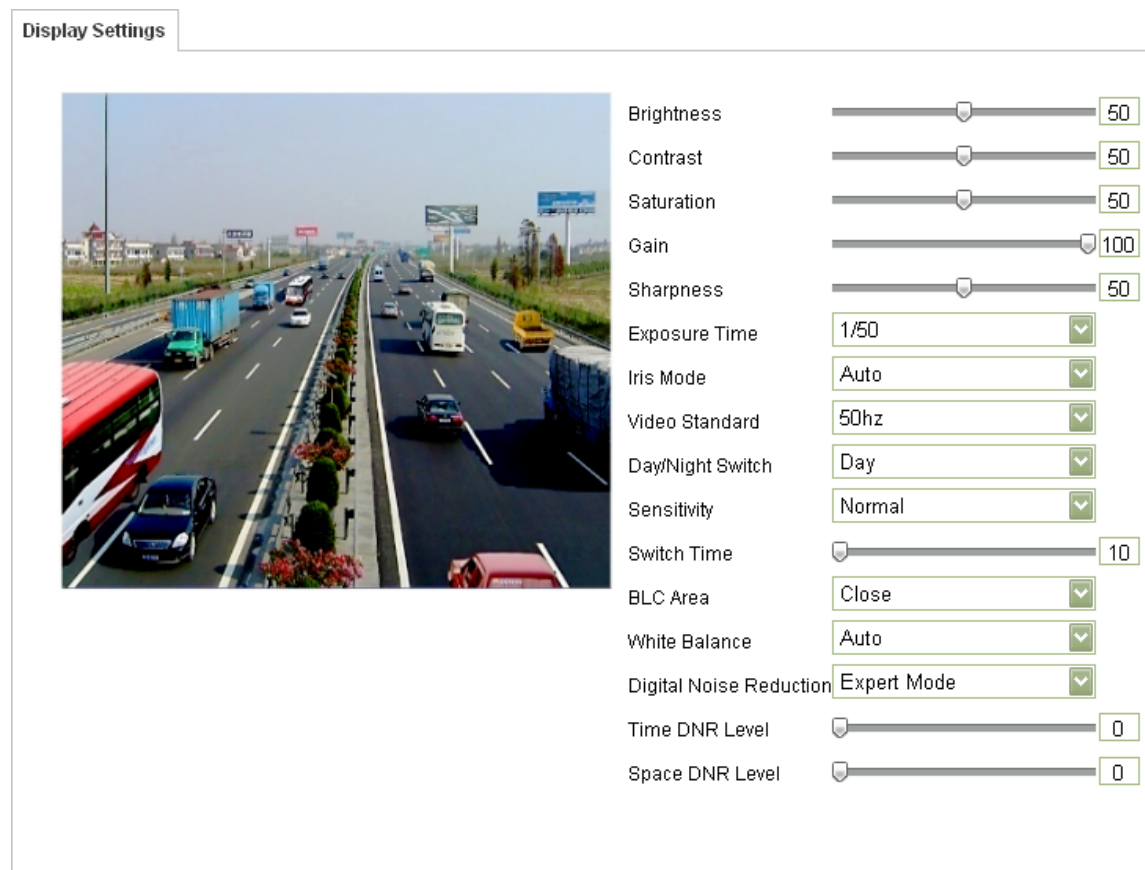 Display Settings
Brightness 50
Contrast 50
Saturation 50
Gain 100
Sharpness 50
Exposure Time 1/50
Iris Mode Auto
Video Standard 50hz
Day/Night Switch Day
Sensitivity Normal
Switch Time 10
BLC Area Close
White Balance Auto
Digital Noise Reduction Expert Mode
Time DNR Level 0
Space DNR Level 0